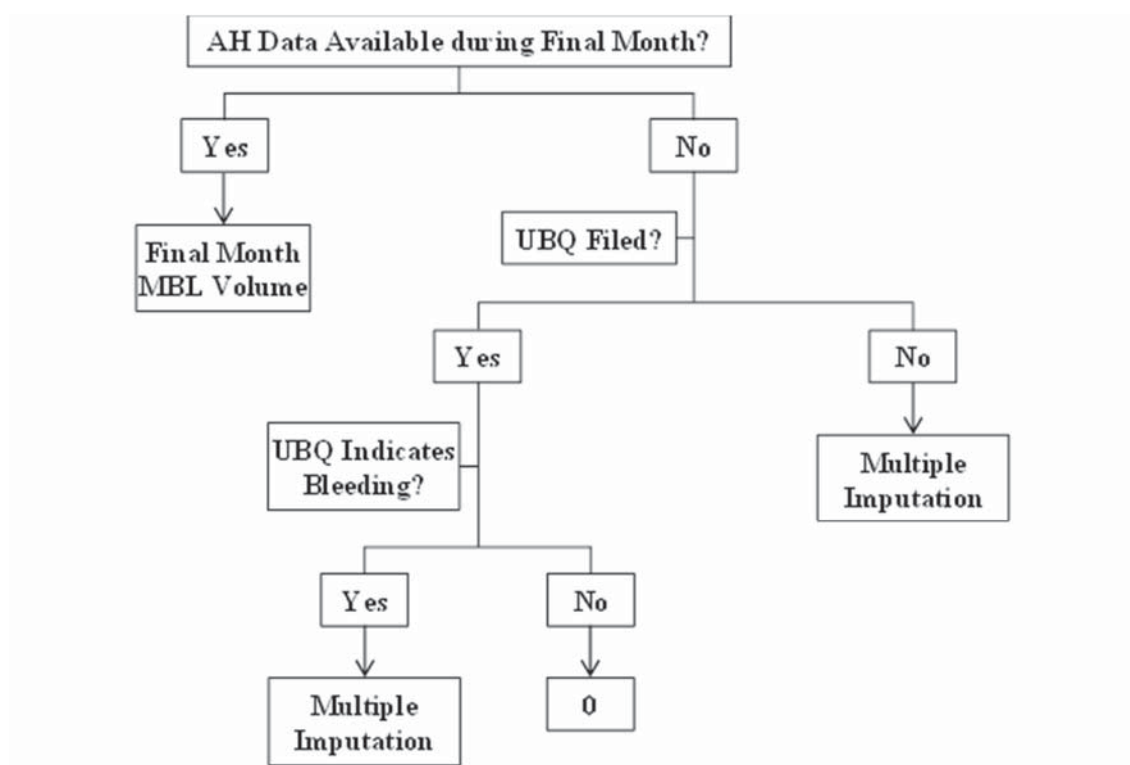 AH Data Available during Final Month?
Yes
No
Final Month
MBL Volume
UBQ Filed?
Yes
No
UBQ Indicates
Bleeding?
Multiple
Imputation
Yes
No
Multiple
Imputation
0